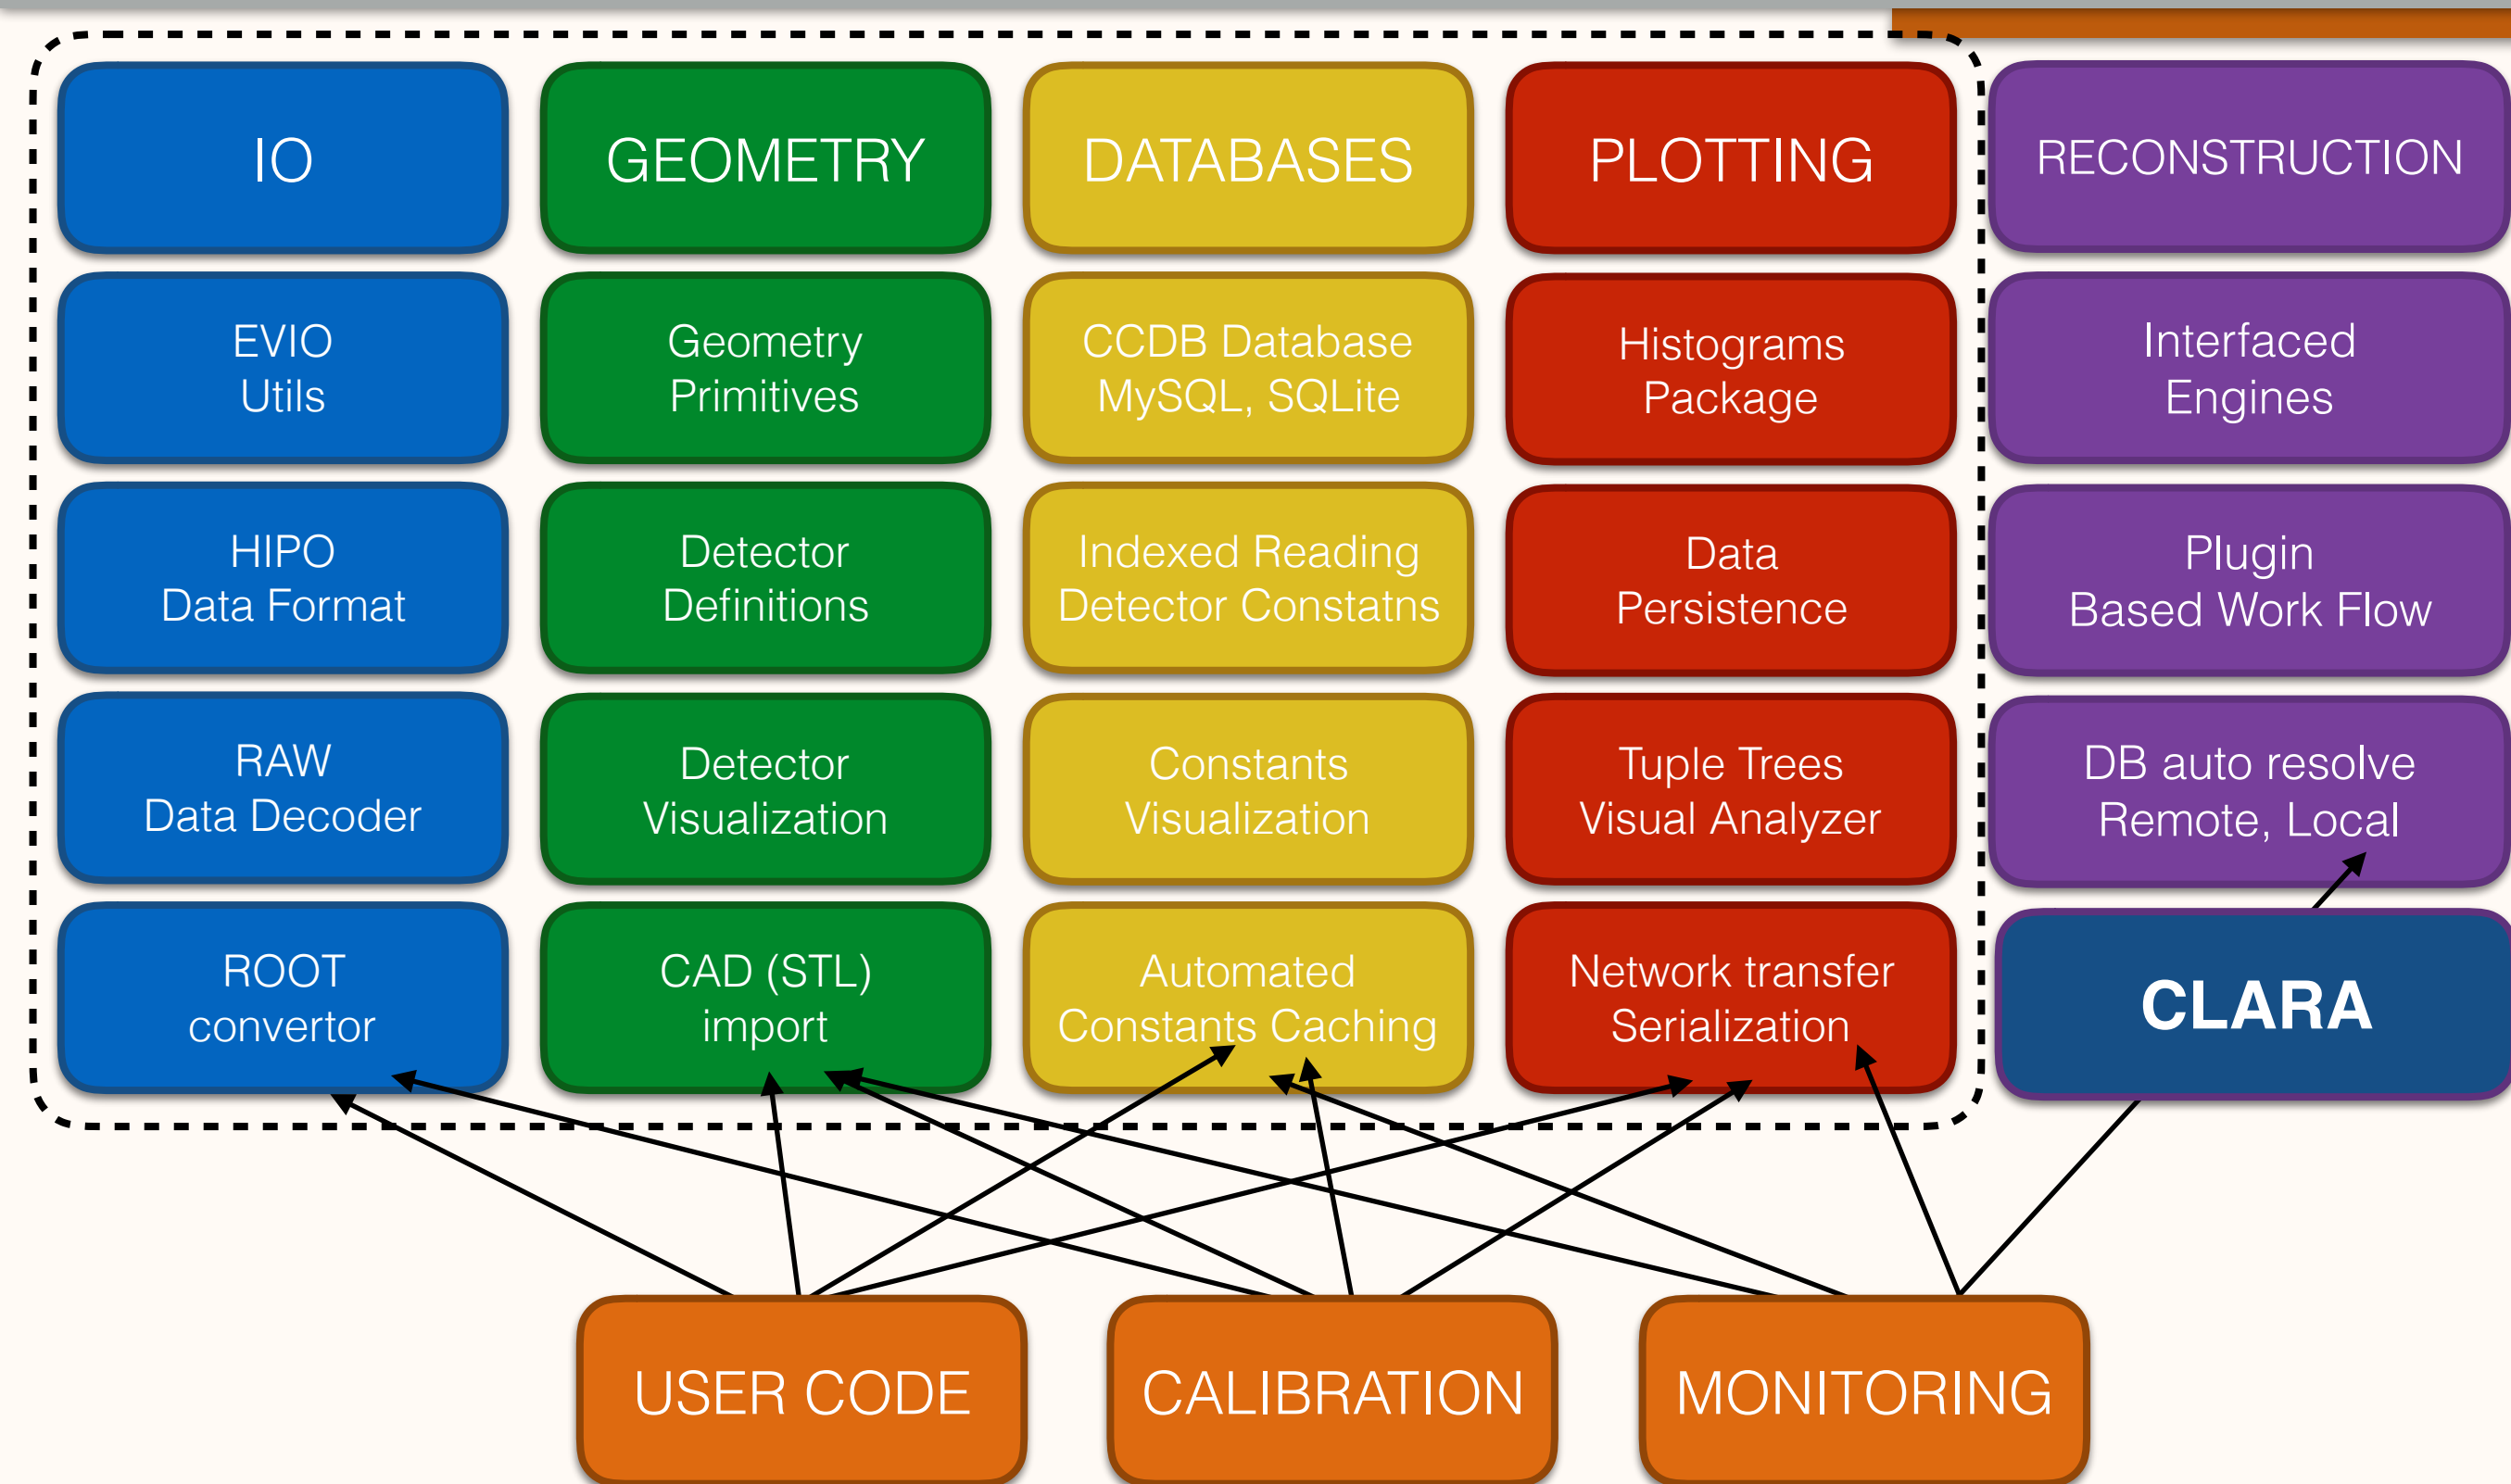 IO
GEOMETRY
DATABASES
PLOTTING
RECONSTRUCTION
EVIO
Utils
Geometry
Primitives
CCDB Database
MySQL, SQLite
Histograms
Package
Interfaced
Engines
HIPO
Data Format
Detector
Definitions
Indexed Reading
Detector Constatns
Data
Persistence
Plugin
Based Work Flow
RAW
Data Decoder
Detector
Visualization
Constants
Visualization
Tuple Trees
Visual Analyzer
DB auto resolve
Remote, Local
ROOT
convertor
CAD (STL)
import
Automated
Constants Caching
Network transfer
Serialization
CLARA
USER CODE
CALIBRATION
MONITORING